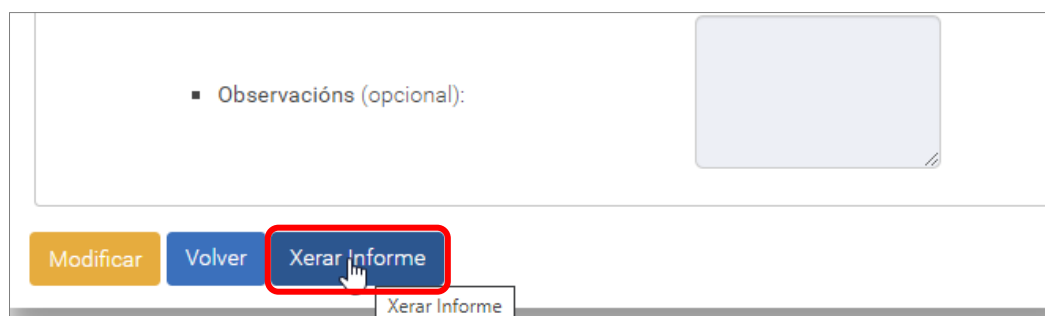 ▪ Observacións (opcional):
Modificar Volver Xerar Informe
Xerar Informe